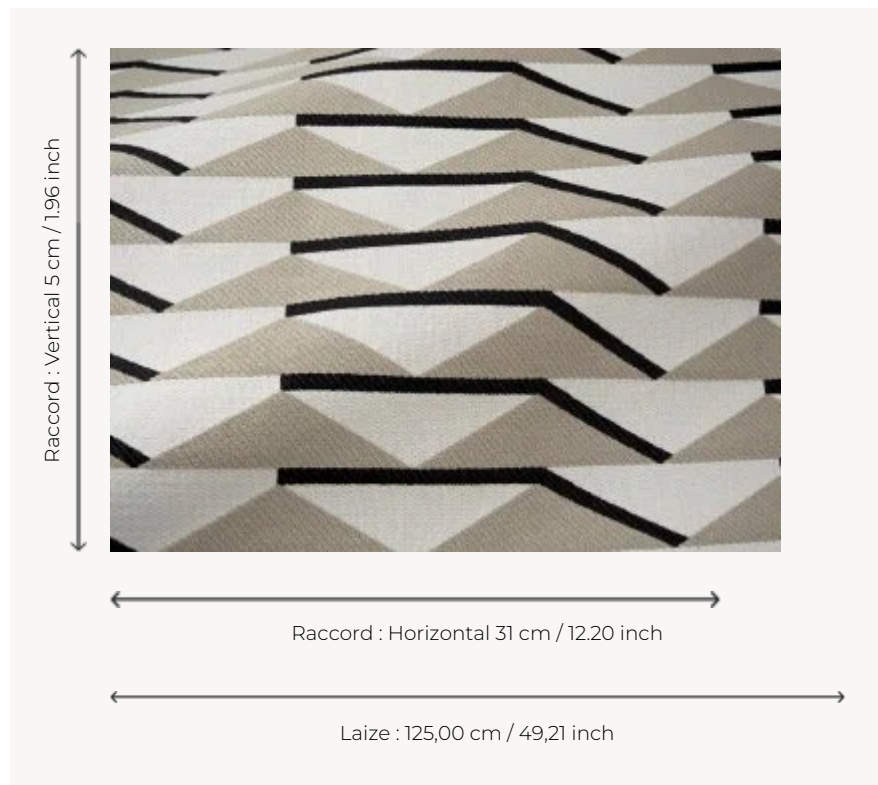 Raccord : Vertical 5 cm / 1.96 inch
Raccord : Horizontal 31 cm / 12.20 inch
Laize : 125,00 cm / 49,21 inch